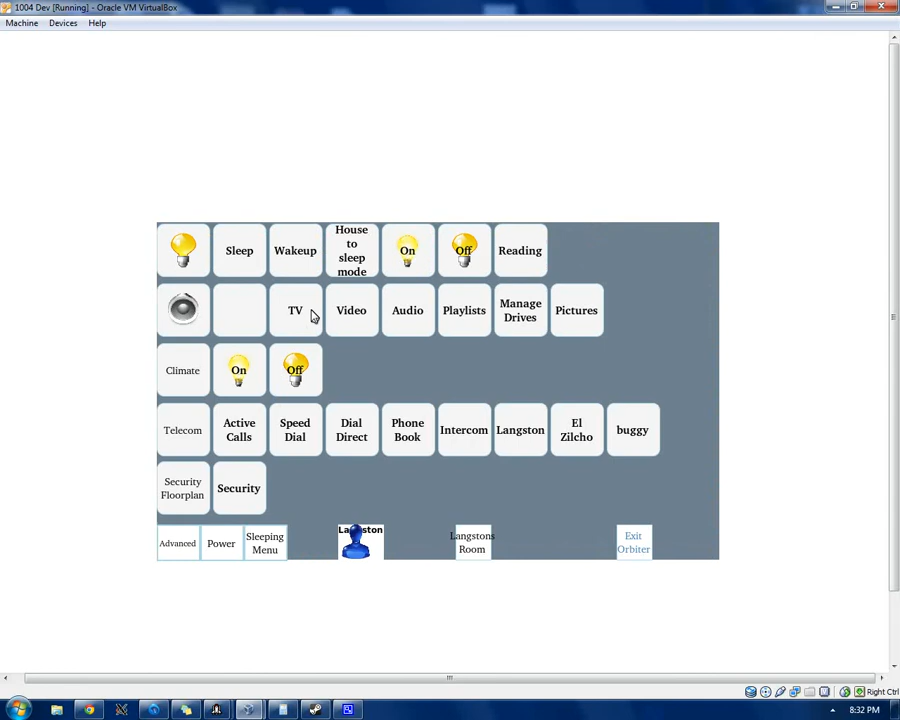 1004 Dev [Running] - Oracle VM VirtualBox
Machine Devices Help
Sleep
Wakeup
House
to
sleep
mode
On
Off
Reading
TV
Video
Audio
Playlists
Manage
Drives
Pictures
Climate
On
Off
Telecom
Active
Calls
Speed
Dial
Dial
Direct
Phone
Book
Intercom
Langston
El
Zilcho
buggy
Security
Floorplan
Security
Advanced
Power
Sleeping
Menu
Langston
Langstons
Room
Exit
Orbiter
Right Ctrl
8:32 PM